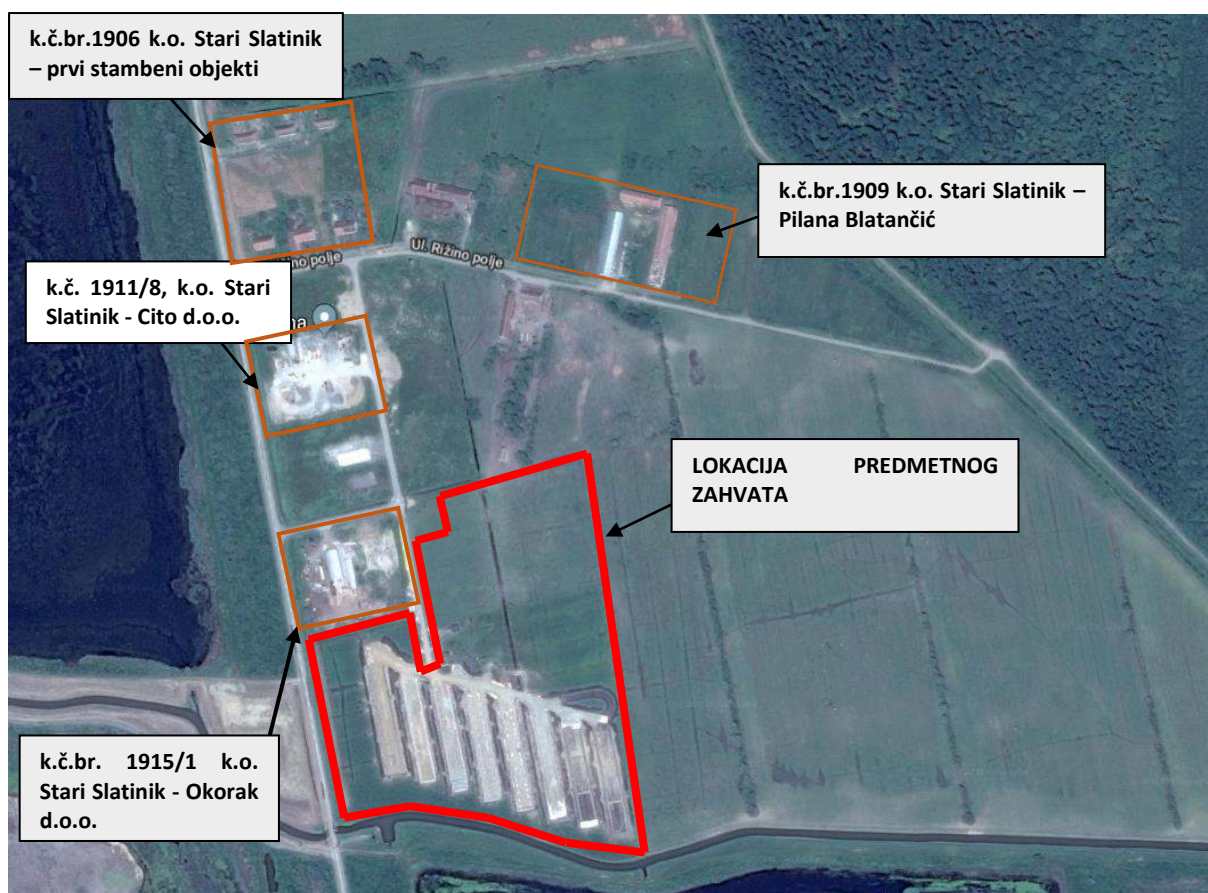 k.č.br.1906 k.o. Stari Slatinik
– prvi stambeni objekti
k.č.br.1909 k.o. Stari Slatinik –
Pilana Blatančić
Ul. Rižino polje
k.č. 1911/8, k.o. Stari
Slatinik - Cito d.o.o.
LOKACIJA PREDMETNOG
ZAHVATA
k.č.br. 1915/1 k.o.
Stari Slatinik - Okorak
d.o.o.